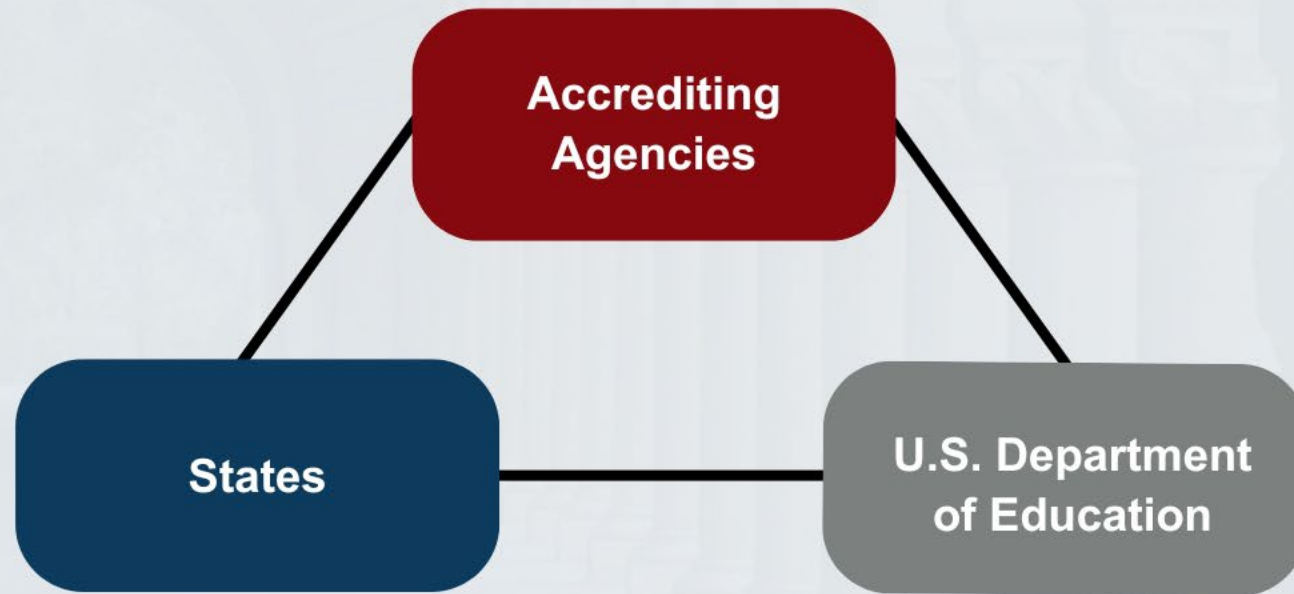 Accrediting
Agencies
States
U.S. Department
of Education